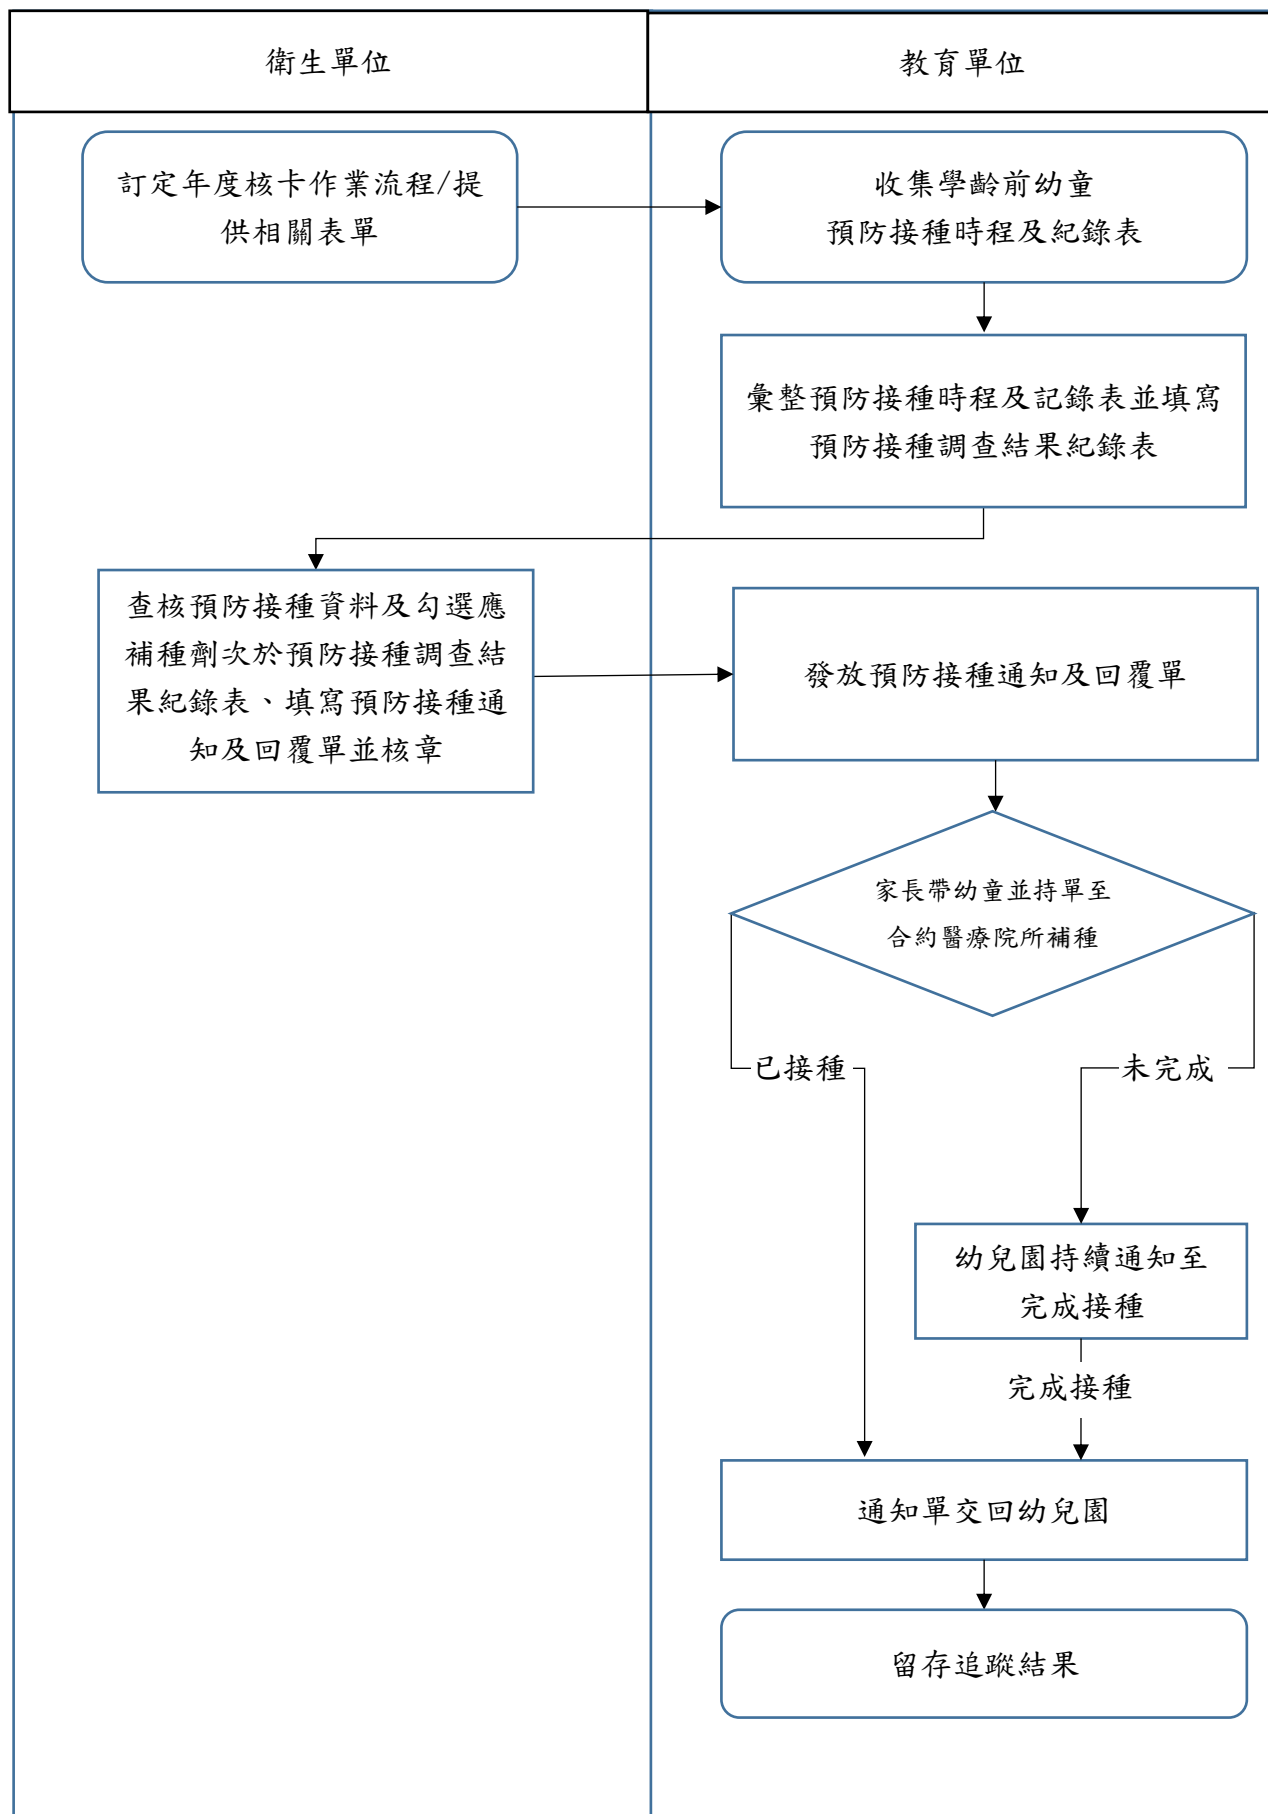 衛生單位
教育單位
訂定年度核卡作業流程/提
供相關表單
收集學齡前幼童
預防接種時程及紀錄表
彙整預防接種時程及記錄表並填寫
預防接種調查結果紀錄表
查核預防接種資料及勾選應
補種劑次於預防接種調查結
果紀錄表、填寫預防接種通
知及回覆單並核章
發放預防接種通知及回覆單
家長帶幼童並持單至
合約醫療院所補種
已接種
未完成
幼兒園持續通知至
完成接種
完成接種
通知單交回幼兒園
留存追蹤結果